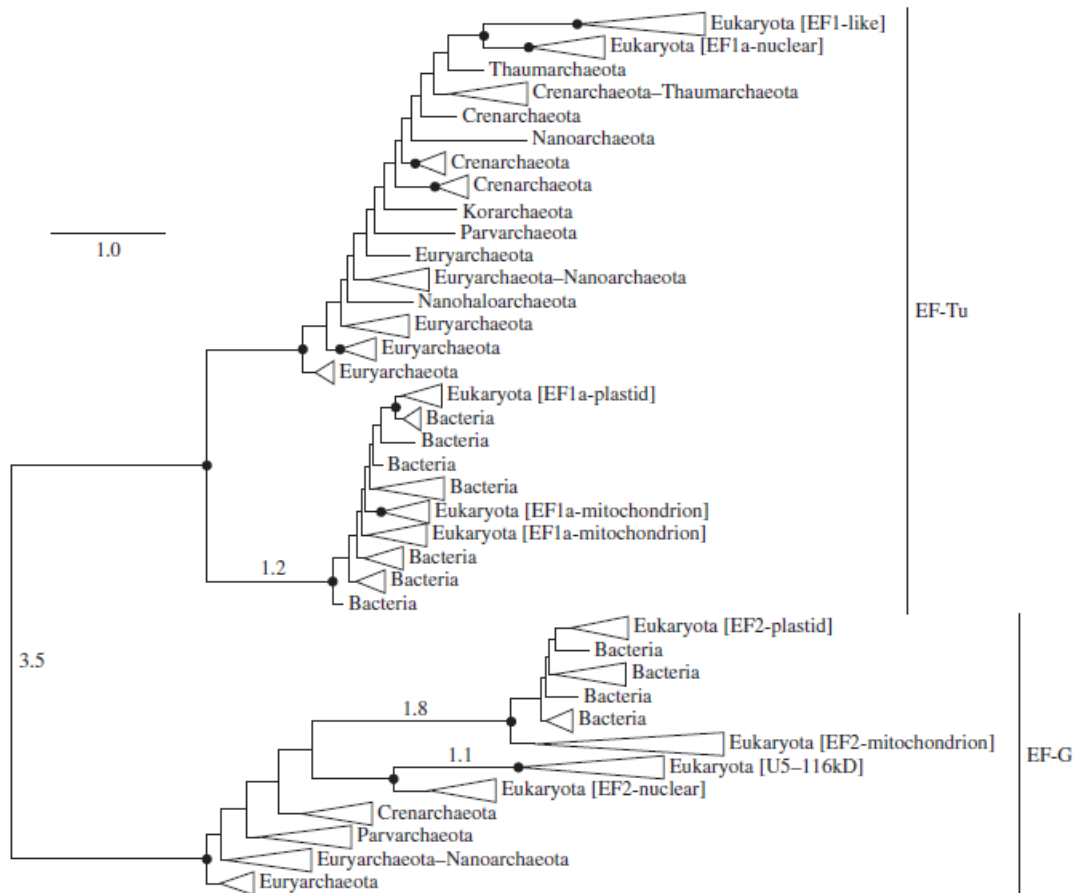 Eukaryota [EF1-like]
Eukaryota [EF1a-nuclear]
Thaumarchaeota
Crenarchaeota–Thaumarchaeota
Crenarchaeota
Nanoarchaeota
Crenarchaeota
Crenarchaeota
Korarchaeota
Parvarchaeota
1.0
Euryarchaeota
Euryarchaeota–Nanoarchaeota
Nanohaloarchaeota
EF-Tu
Euryarchaeota
Euryarchaeota
Euryarchaeota
Eukaryota [EF1a-plastid]
Bacteria
Bacteria
Bacteria
Bacteria
Eukaryota [EF1a-mitochondrion]
Eukaryota [EF1a-mitochondrion]
Bacteria
1.2
Bacteria
Bacteria
Eukaryota [EF2-plastid]
Bacteria
3.5
Bacteria
Bacteria
1.8
Bacteria
Eukaryota [EF2-mitochondrion]
EF-G
1.1
Eukaryota [U5–116kD]
Eukaryota [EF2-nuclear]
Crenarchaeota
Parvarchaeota
Euryarchaeota–Nanoarchaeota
Euryarchaeota